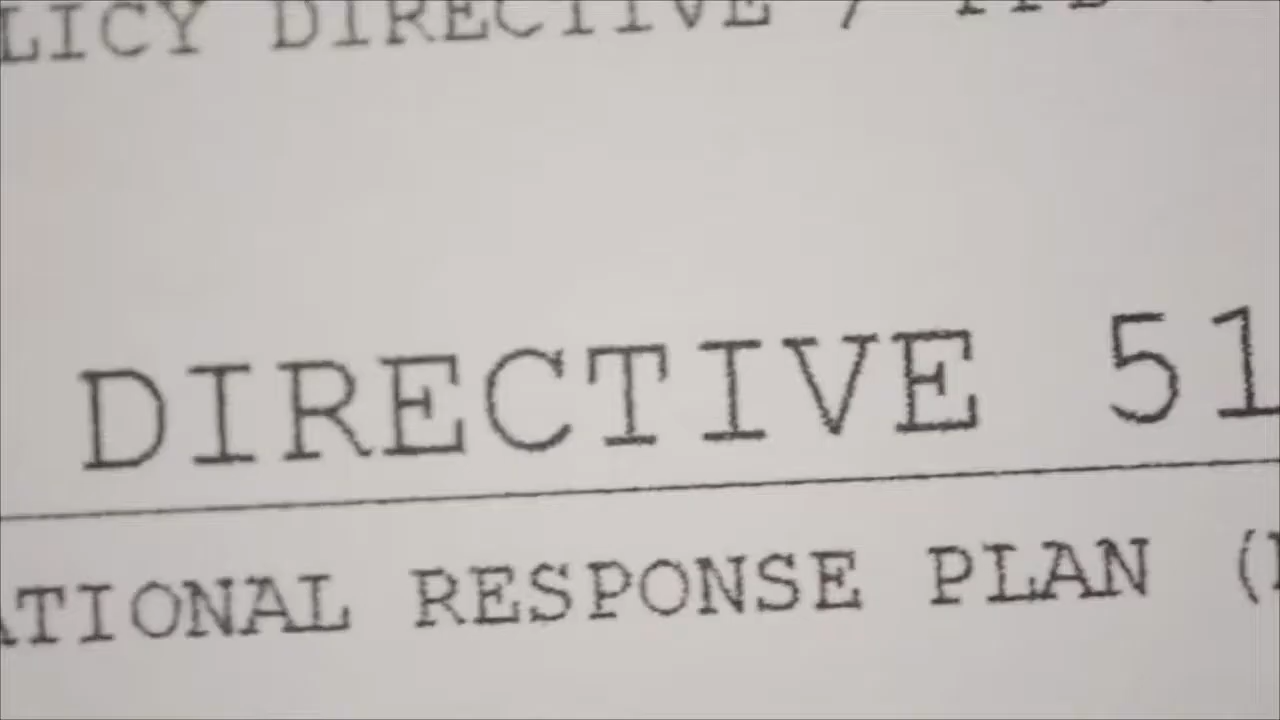 LICY DIRECTIVE /
DIRECTIVE 51
ATIONAL RESPONSE PLAN (